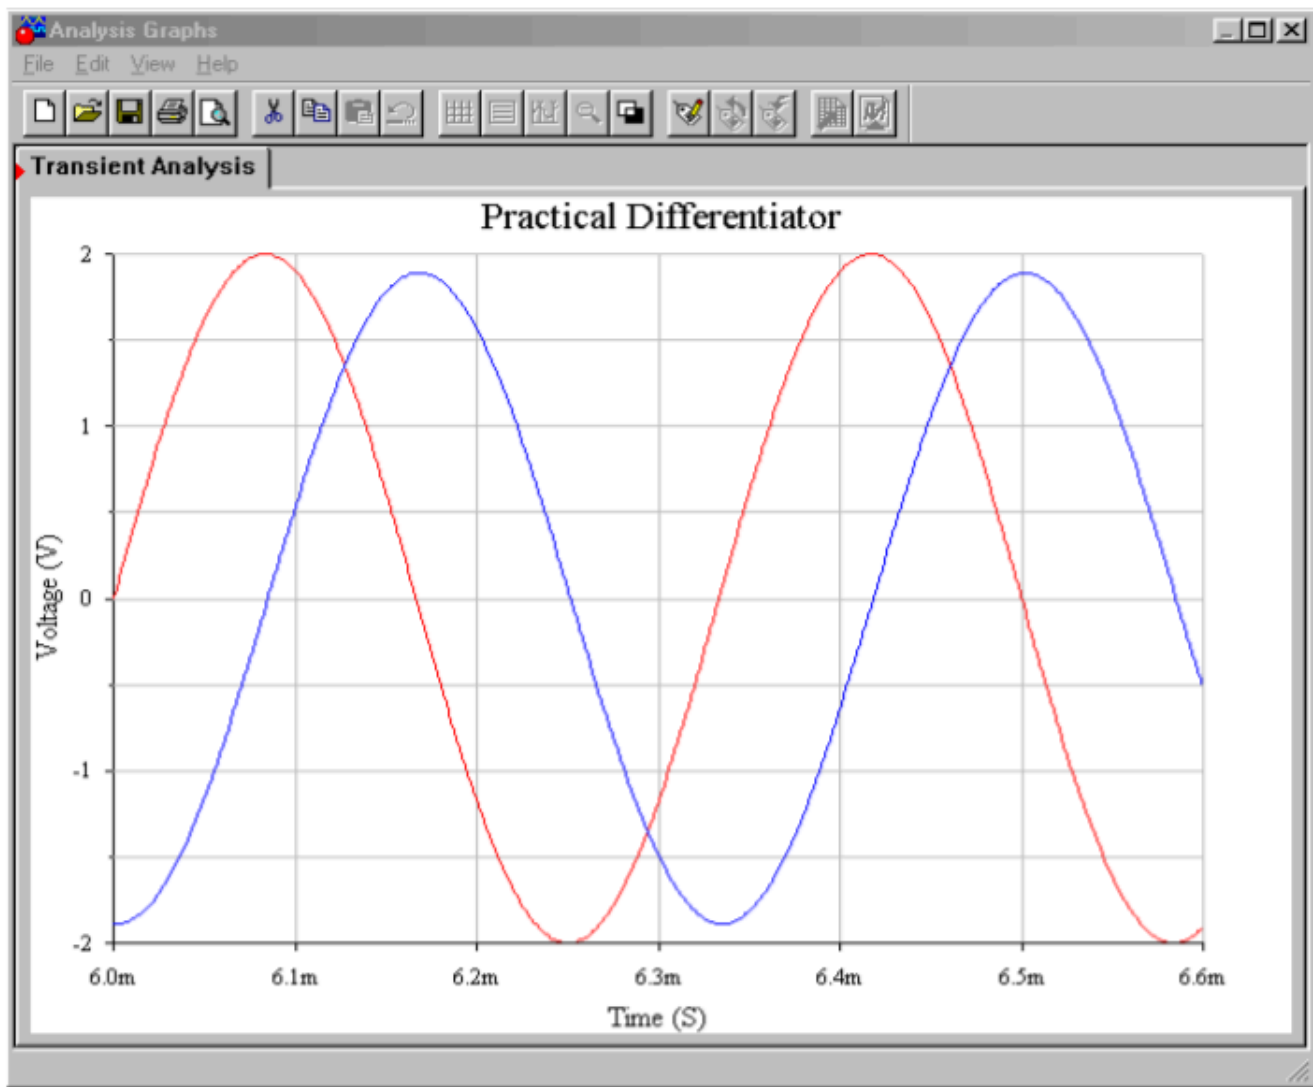 Analysis Graphs
File Edit View Help
Transient Analysis
Practical Differentiator
2
1
0
-1
-2
Voltage (V)
6.0m 6.1m 6.2m 6.3m 6.4m 6.5m 6.6m
Time (S)